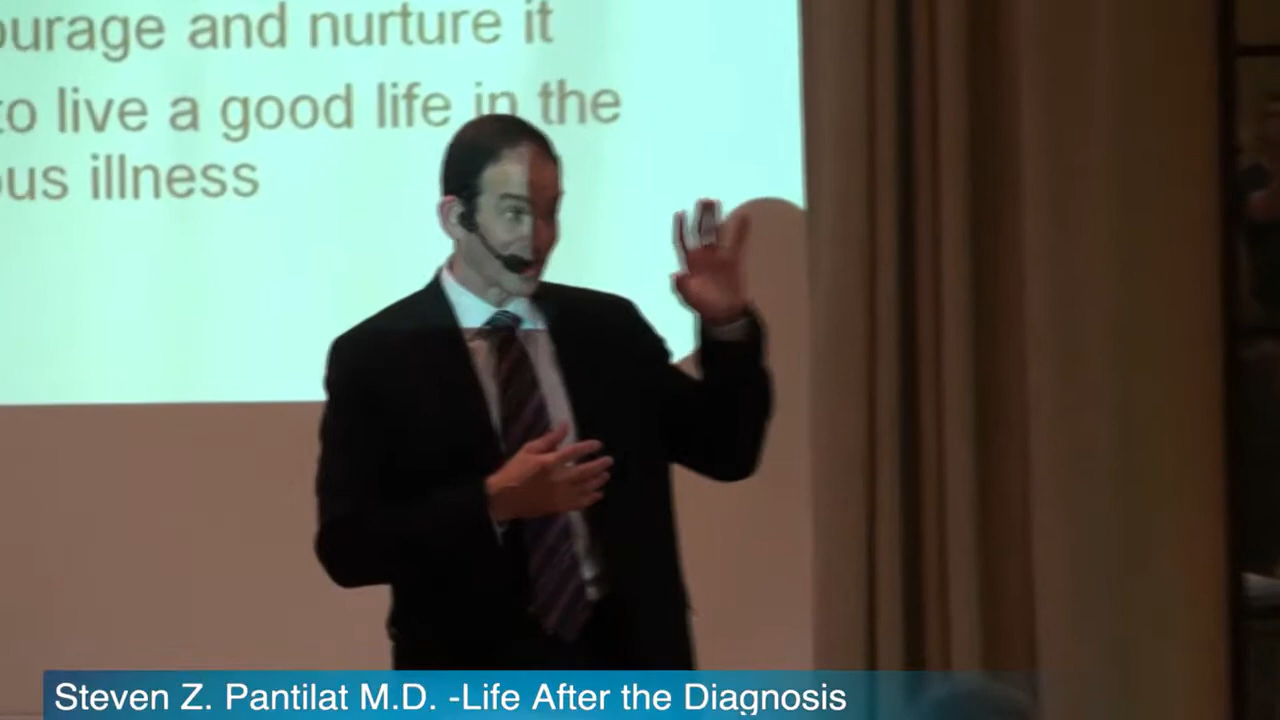 ourage and nurture it
to live a good life in the
ous illness
Steven Z. Pantilat M.D. -Life After the Diagnosis